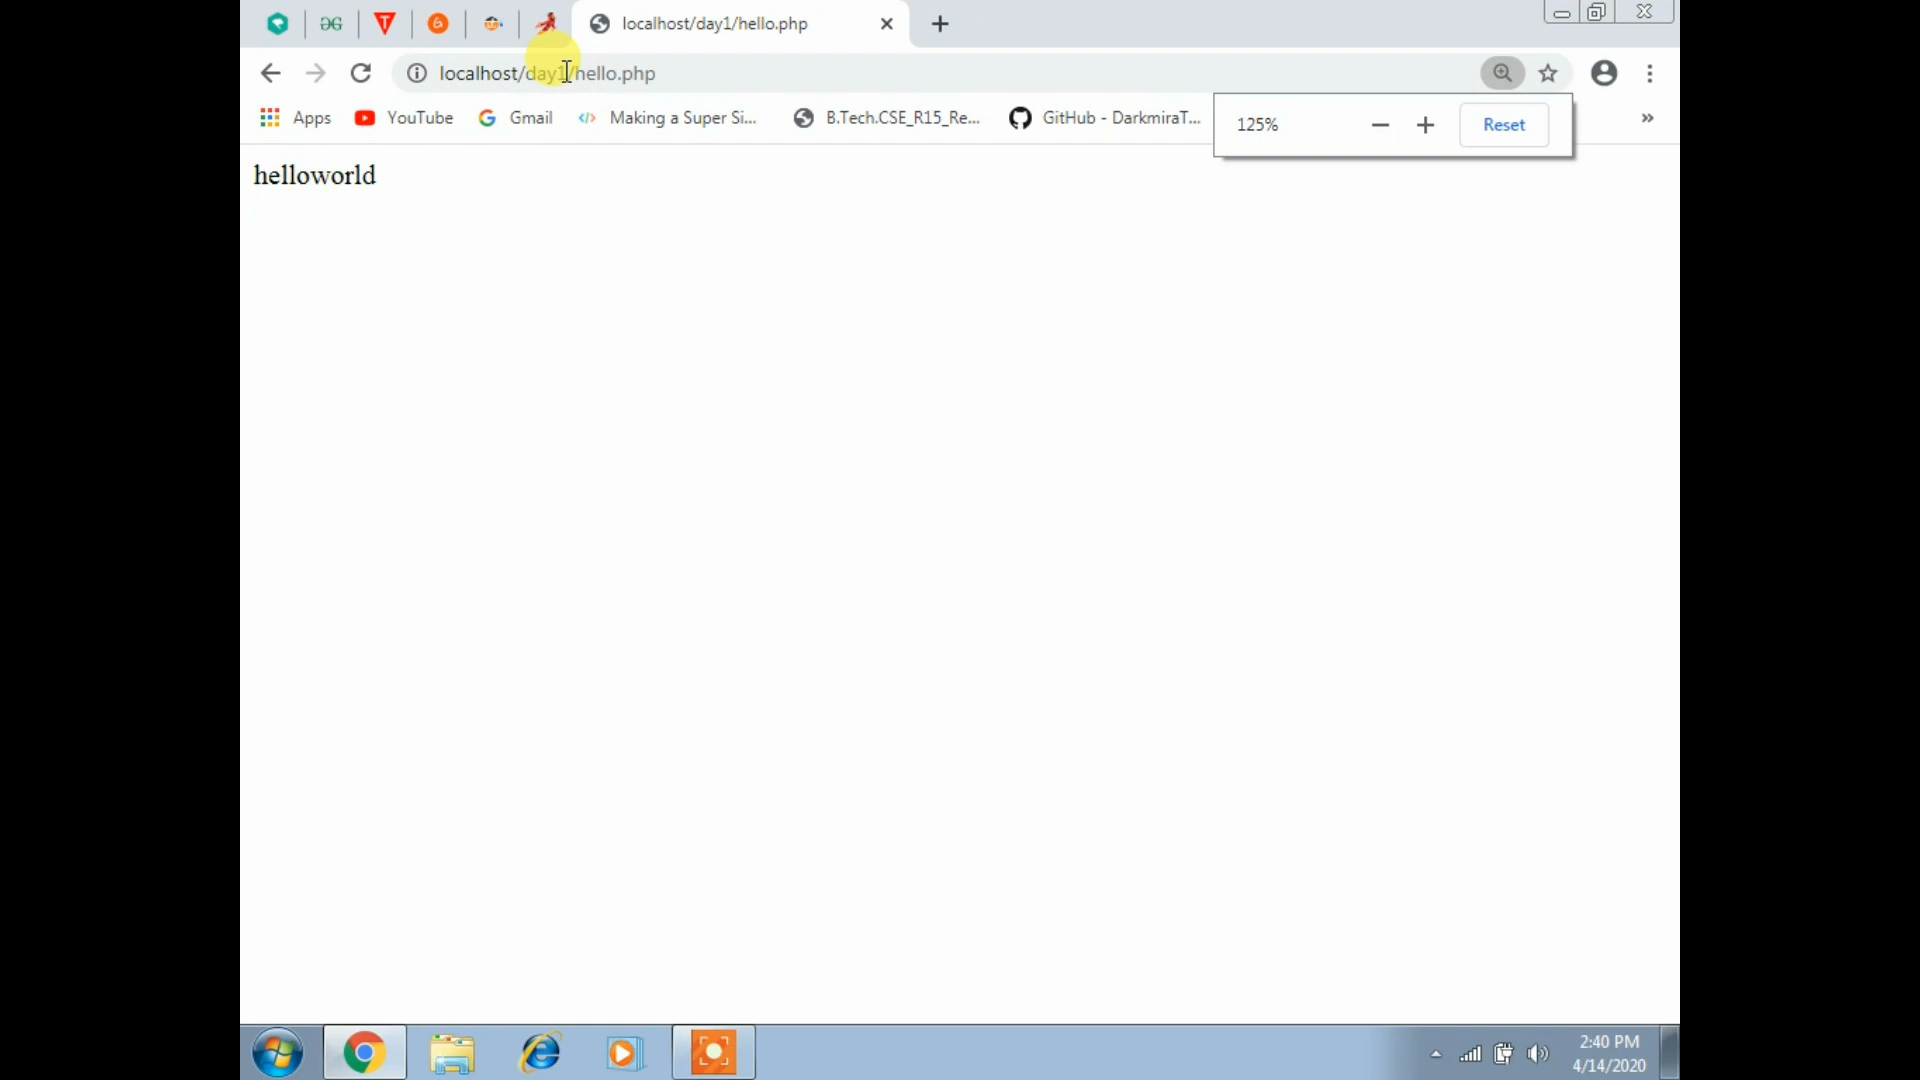 localhost/day1/hello.php
localhost/day1/hello.php
Apps YouTube Gmail Making a Super Si... B.Tech.CSE_R15_Re... GitHub - DarkmiraT... »
125% Reset
helloworld
2:40 PM
4/14/2020